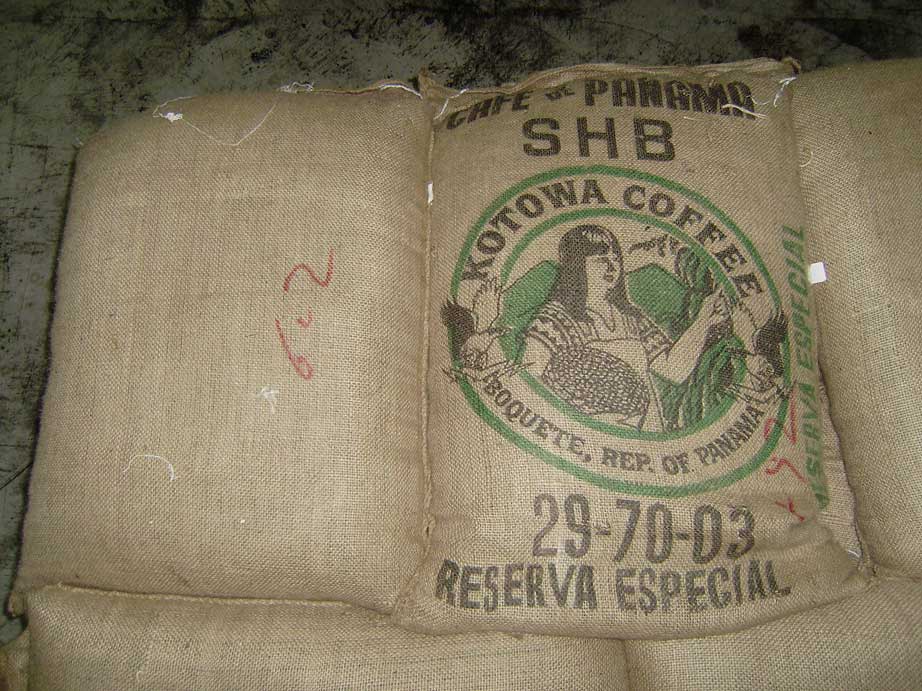 CAFE DE PANAMA
SHB
KOTOWA COFFEE
BOQUETE, REP. OF PANAMA
29-70-03
RESERVA ESPECIAL
RESERVA ESPECIAL